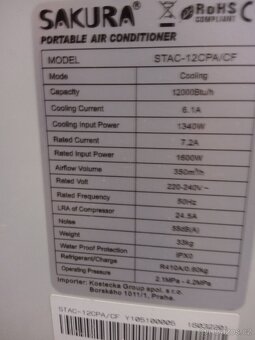 SAKURA®
RoHS
COMPLIANT
PORTABLE AIR CONDITIONER
MODEL STAC-12CPA/CF
Mode Cooling
Capacity 12000Btu/h
Cooling Current 6.1A
Cooling Input Power 1340W
Rated Current 7.2A
Rated Input Power 1600W
Airflow Volume 350m³/h
Rated Volt 220-240V~
Rated Frequency 50Hz
LRA of Compressor 24.5A
Noise 55dB(A)
Weight 33kg
Water Proof Protection IPX0
Refrigerant/Charge R410A/0.80kg
Operating Pressure 2.1MPa - 4.2MPa
Importer: Kostecka Group spol. s.r.o.
Borského 1011/1, Praha.
STAC-12CPA/CF Y105100005 1S032201